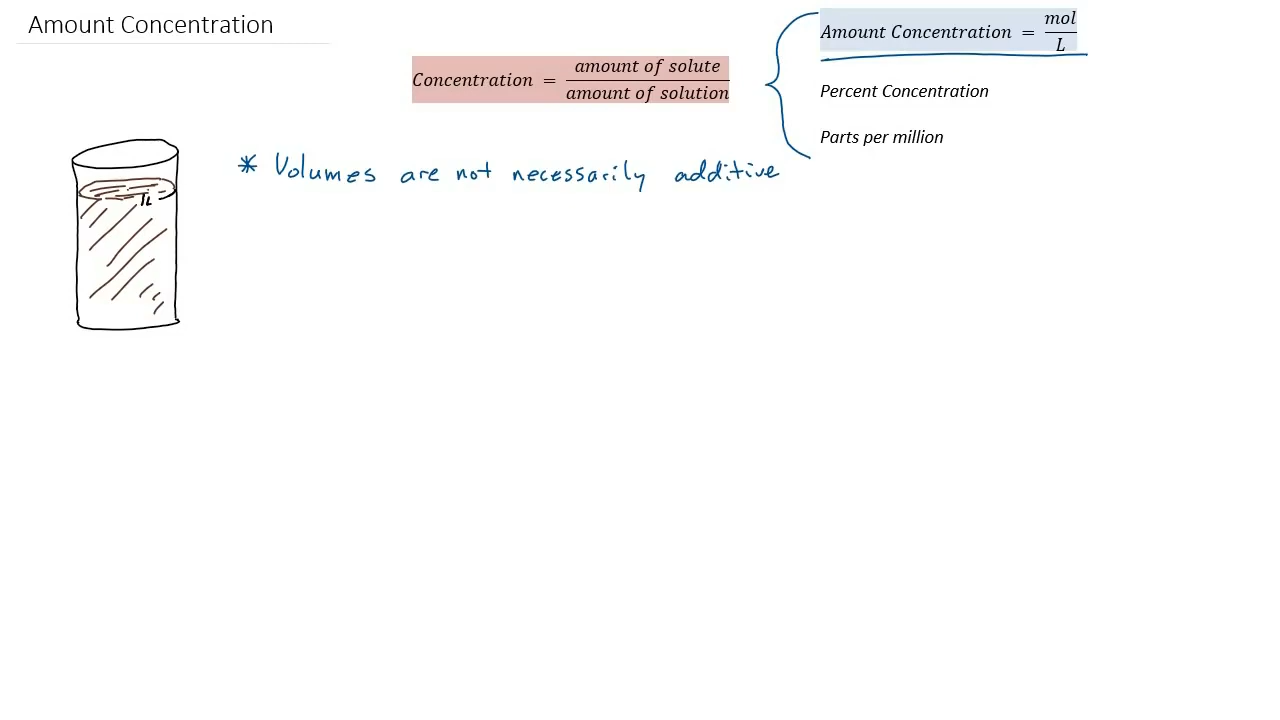 Amount Concentration
Concentration = amount of solute / amount of solution
Amount Concentration = mol / L
Percent Concentration
Parts per million
* Volumes are not necessarily additive
1L